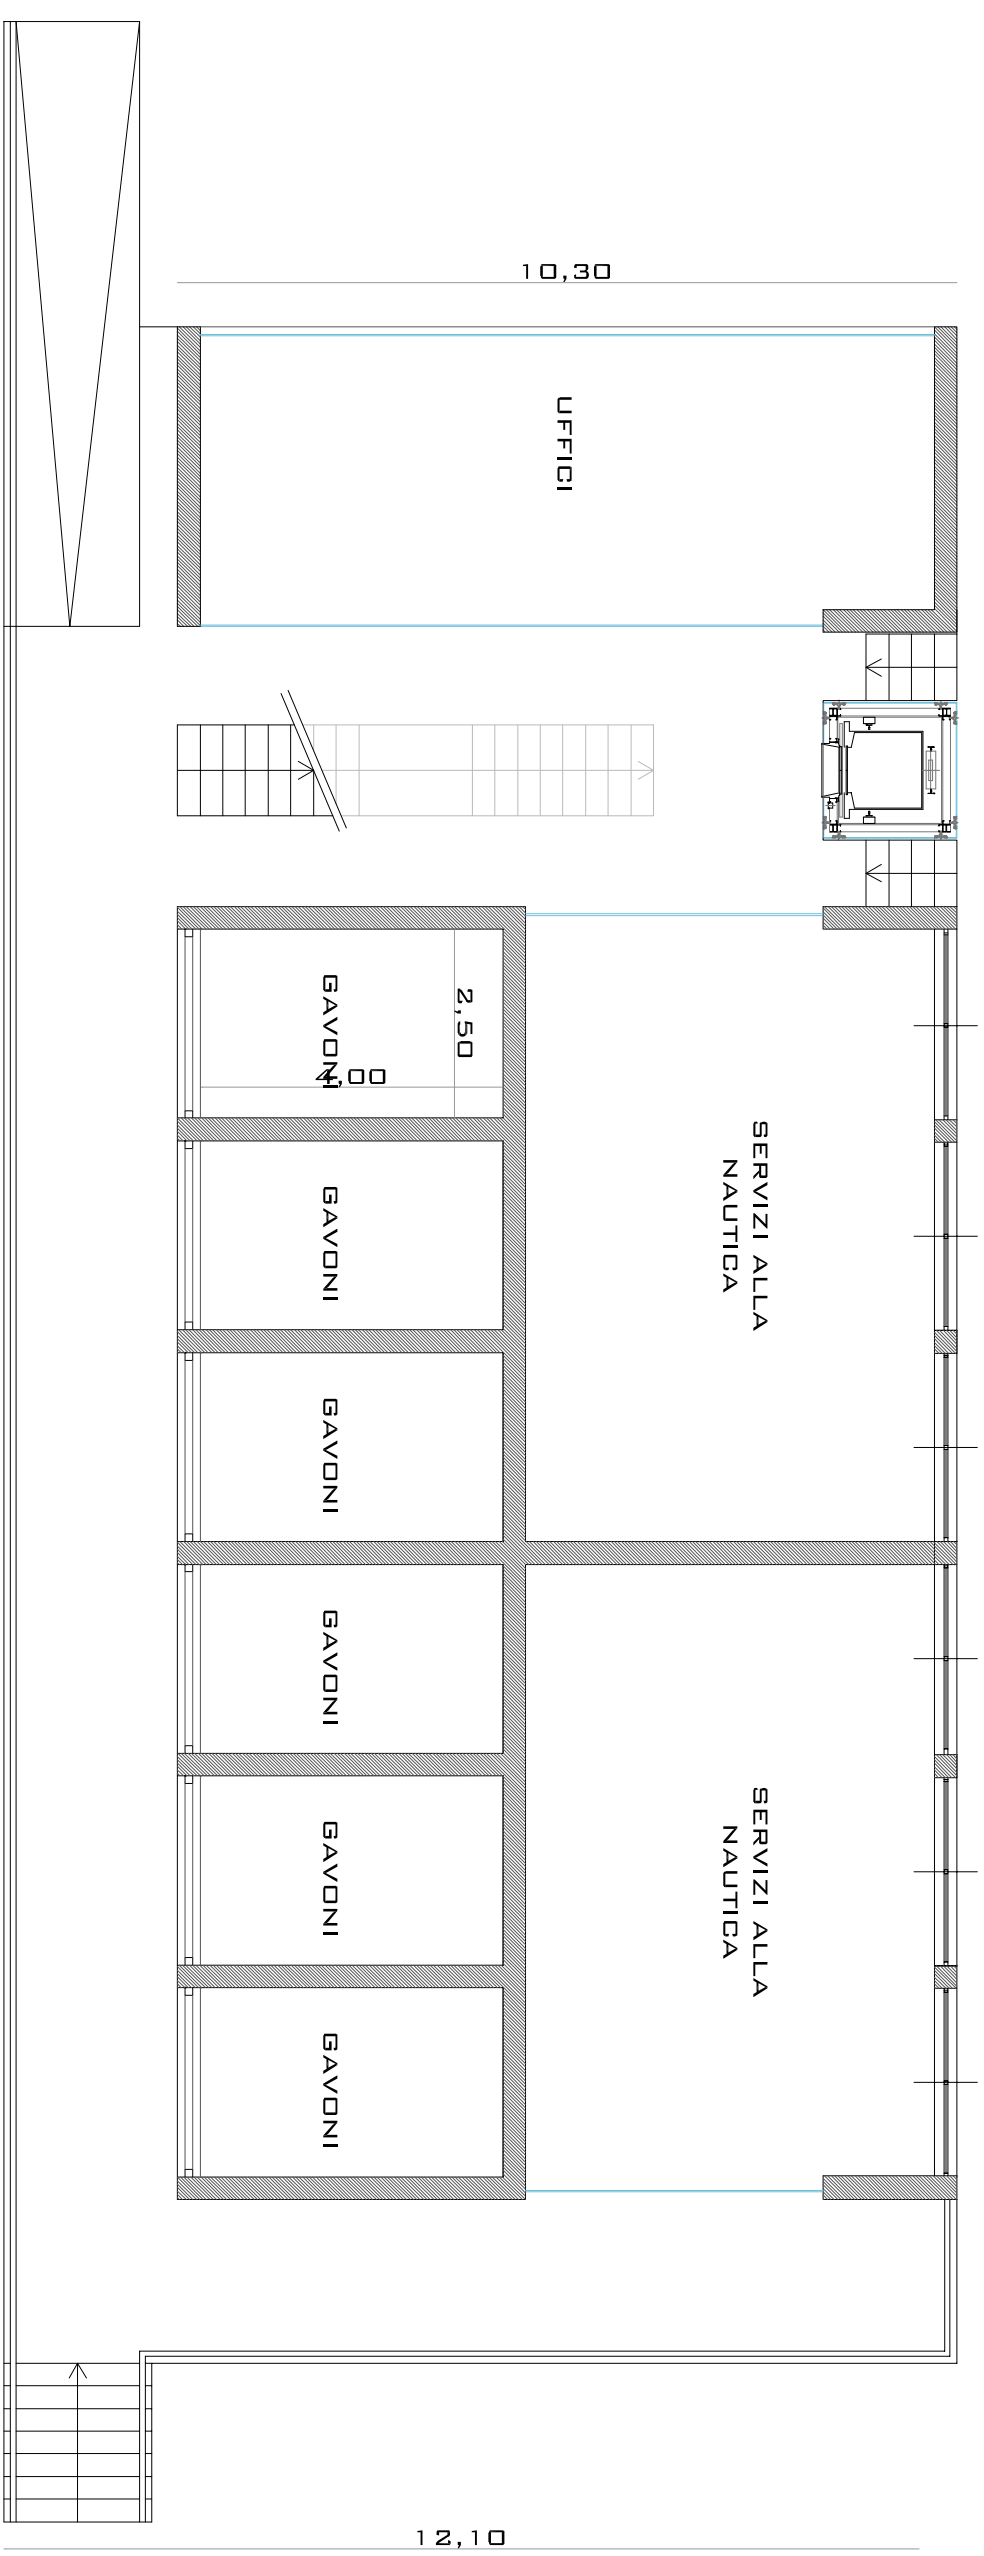 10,30
UFFICI
GAVONI
2,50
4,00
SERVIZI ALLA
NAUTICA
GAVONI
GAVONI
GAVONI
SERVIZI ALLA
NAUTICA
GAVONI
GAVONI
12,10